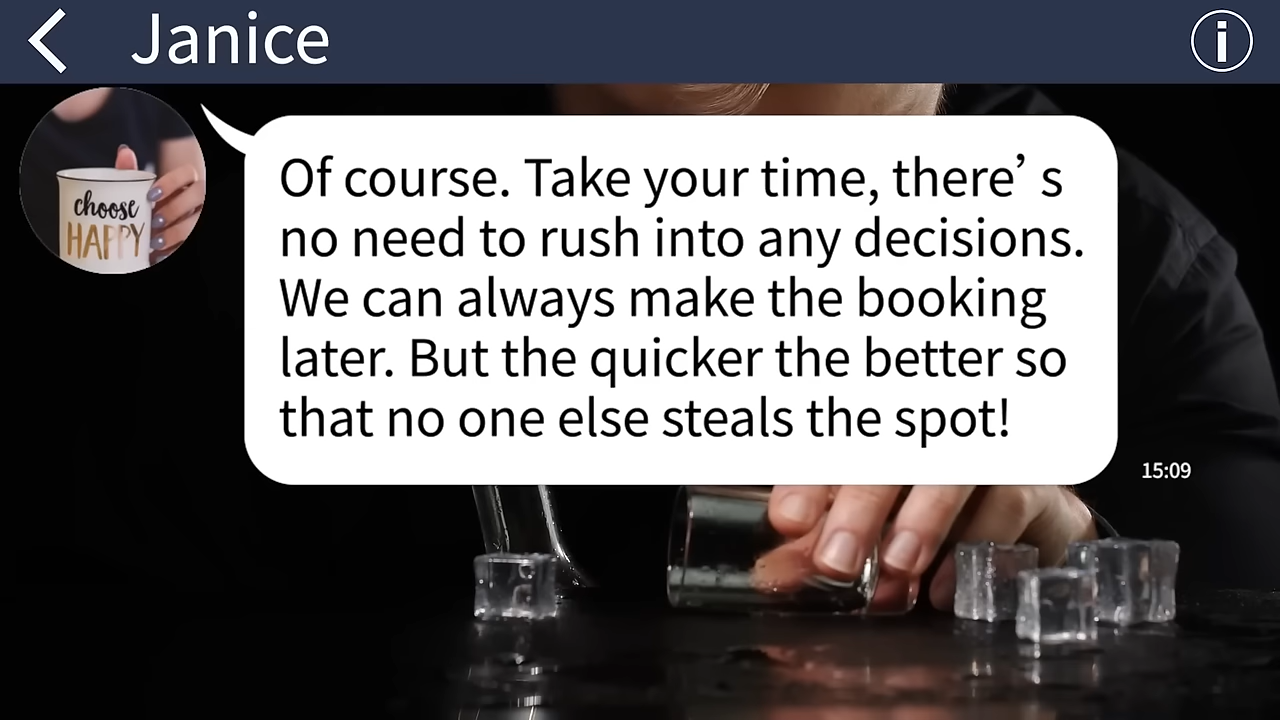 Janice
choose
HAPPY
Of course. Take your time, there’ s
no need to rush into any decisions.
We can always make the booking
later. But the quicker the better so
that no one else steals the spot!
15:09